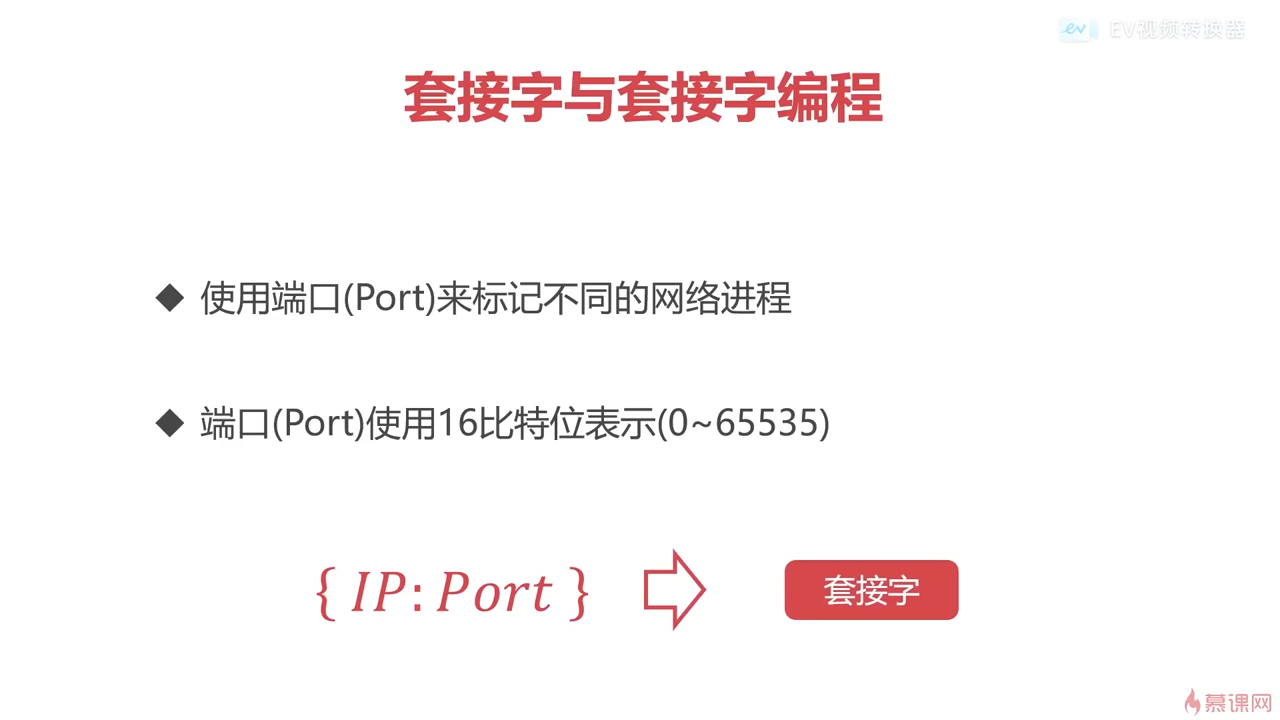 EV视频转换器
套接字与套接字编程
◆ 使用端口(Port)来标记不同的网络进程
◆ 端口(Port)使用16比特位表示(0~65535)
{ IP: Port }
套接字
慕课网